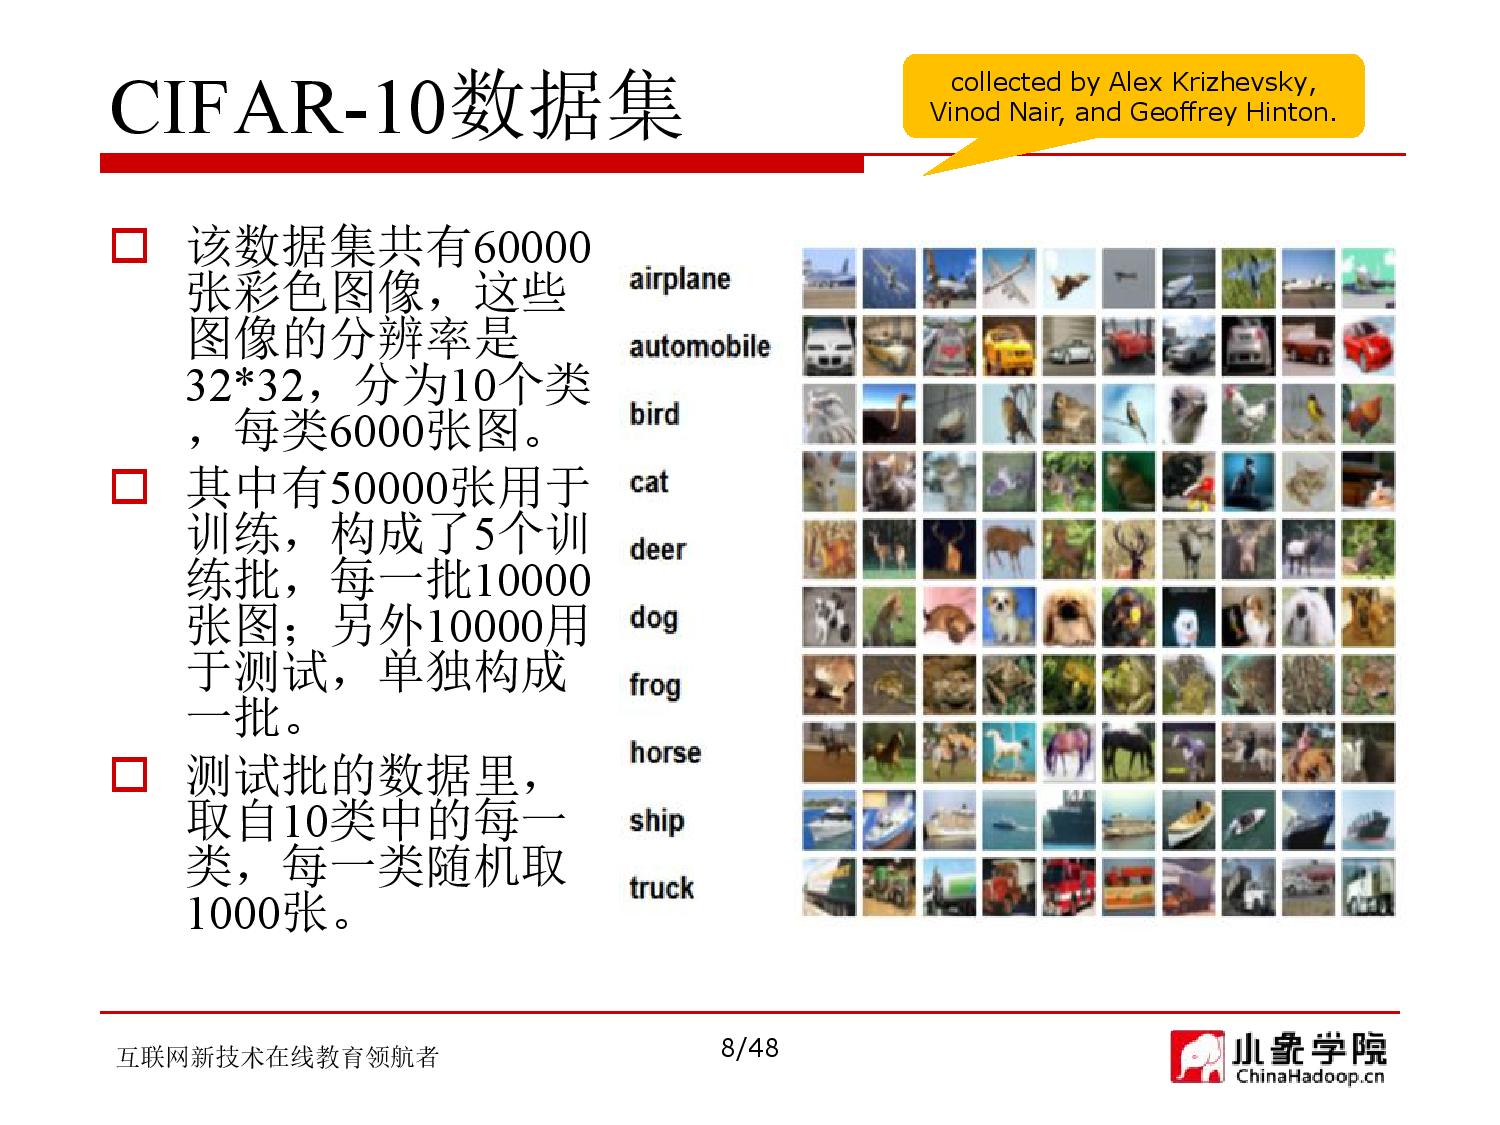 CIFAR-10数据集
collected by Alex Krizhevsky,
Vinod Nair, and Geoffrey Hinton.
该数据集共有60000
张彩色图像，这些
图像的分辨率是
32*32，分为10个类
，每类6000张图。
其中有50000张用于
训练，构成了5个训
练批，每一批10000
张图；另外10000用
于测试，单独构成
一批。
测试批的数据里，
取自10类中的每一
类，每一类随机取
1000张。
airplane
automobile
bird
cat
deer
dog
frog
horse
ship
truck
互联网新技术在线教育领航者
8/48
小象学院
ChinaHadoop.cn